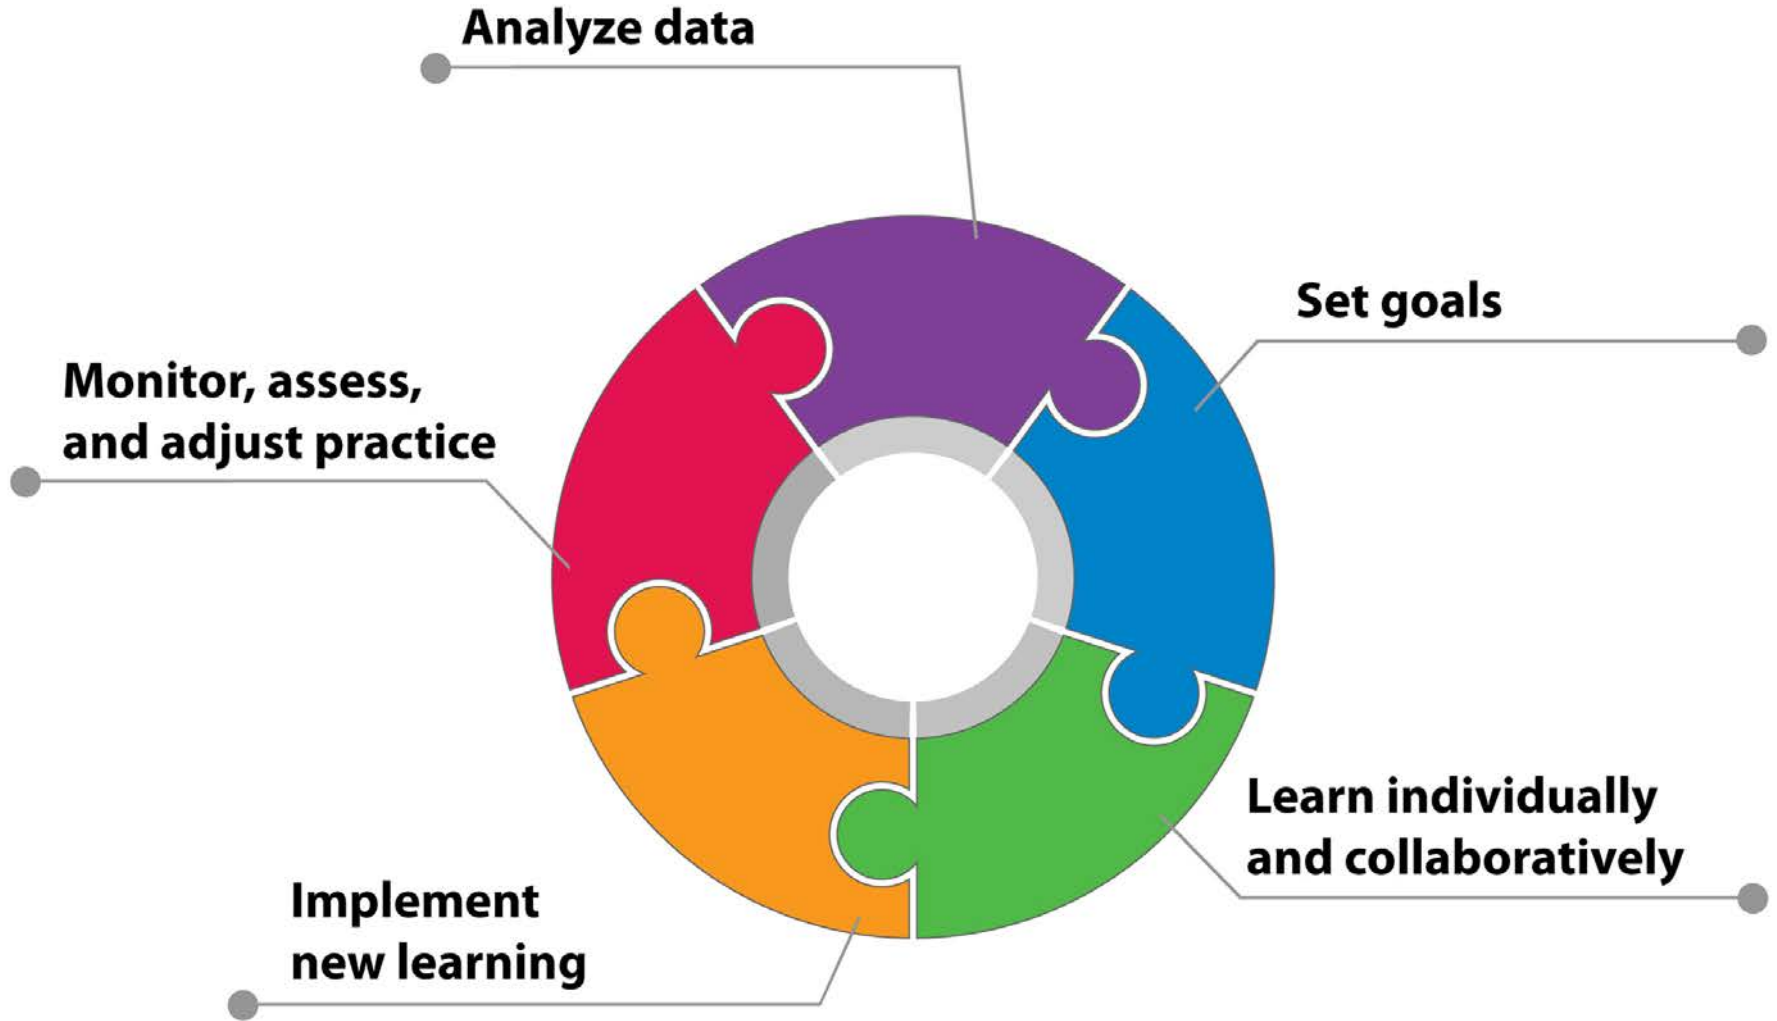 Analyze data
Set goals
Monitor, assess,
and adjust practice
Learn individually
and collaboratively
Implement
new learning